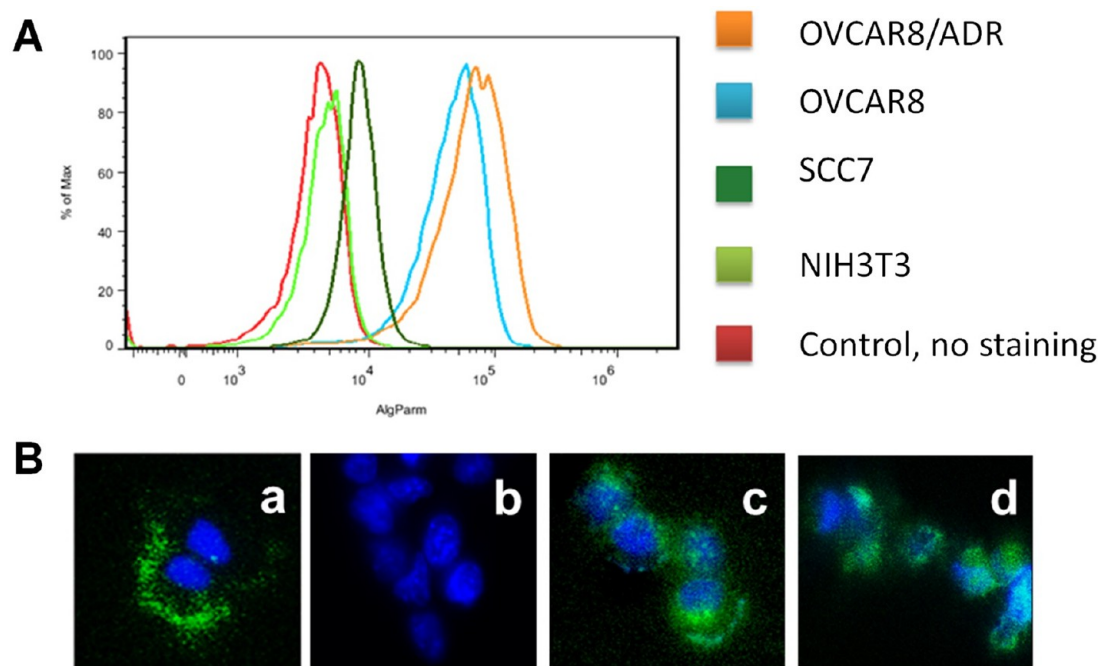 A
% of Max
100
80
60
40
20
0
0 10³ 10⁴ 10⁵ 10⁶
AlgParm
OVCAR8/ADR
OVCAR8
SCC7
NIH3T3
Control, no staining
B
a b c d